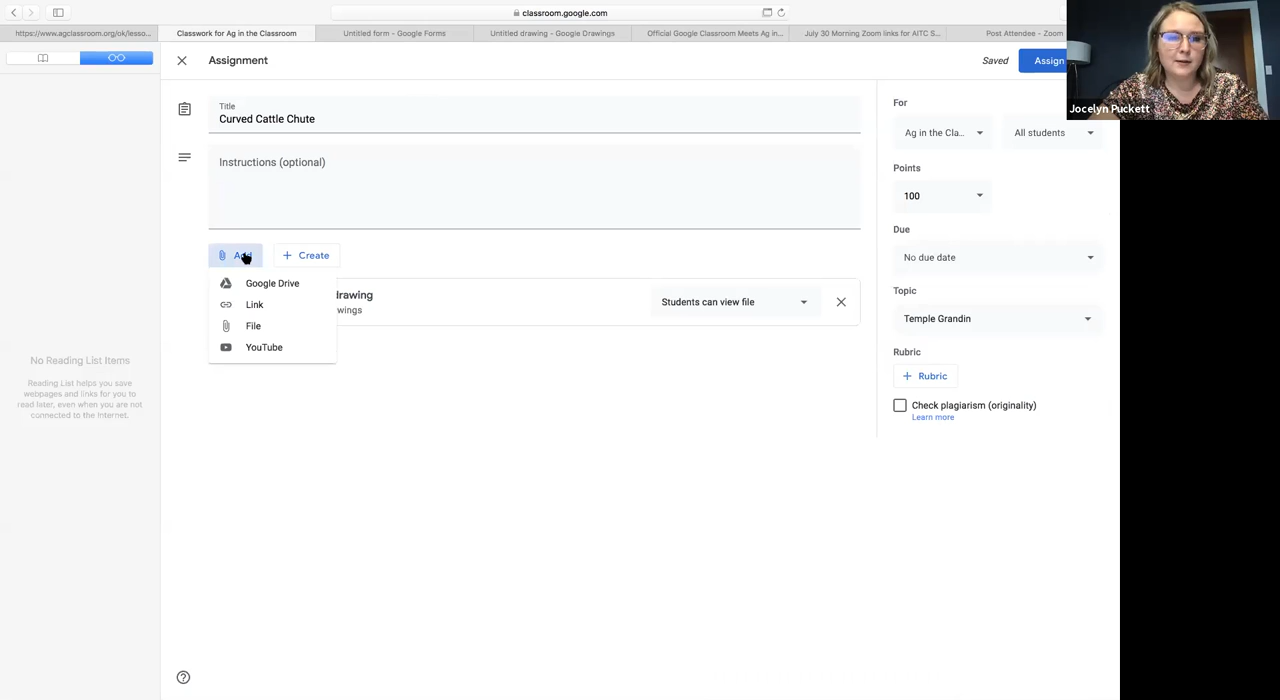 classroom.google.com
https://www.agclassroom.org/ok/lesso...
Classwork for Ag in the Classroom
Untitled form - Google Forms
Untitled drawing - Google Drawings
Official Google Classroom Meets Ag in...
July 30 Morning Zoom links for AITC S...
Post Attendee - Zoom
Assignment
Saved
Assign
Jocelyn Puckett
Title
Curved Cattle Chute
Instructions (optional)
Add
Create
Google Drive
Link
File
YouTube
drawing
wings
Students can view file
For
Ag in the Cla...
All students
Points
100
Due
No due date
Topic
Temple Grandin
Rubric
+ Rubric
Check plagiarism (originality)
Learn more
No Reading List Items
Reading List helps you save
webpages and links for you to
read later, even when you are not
connected to the Internet.